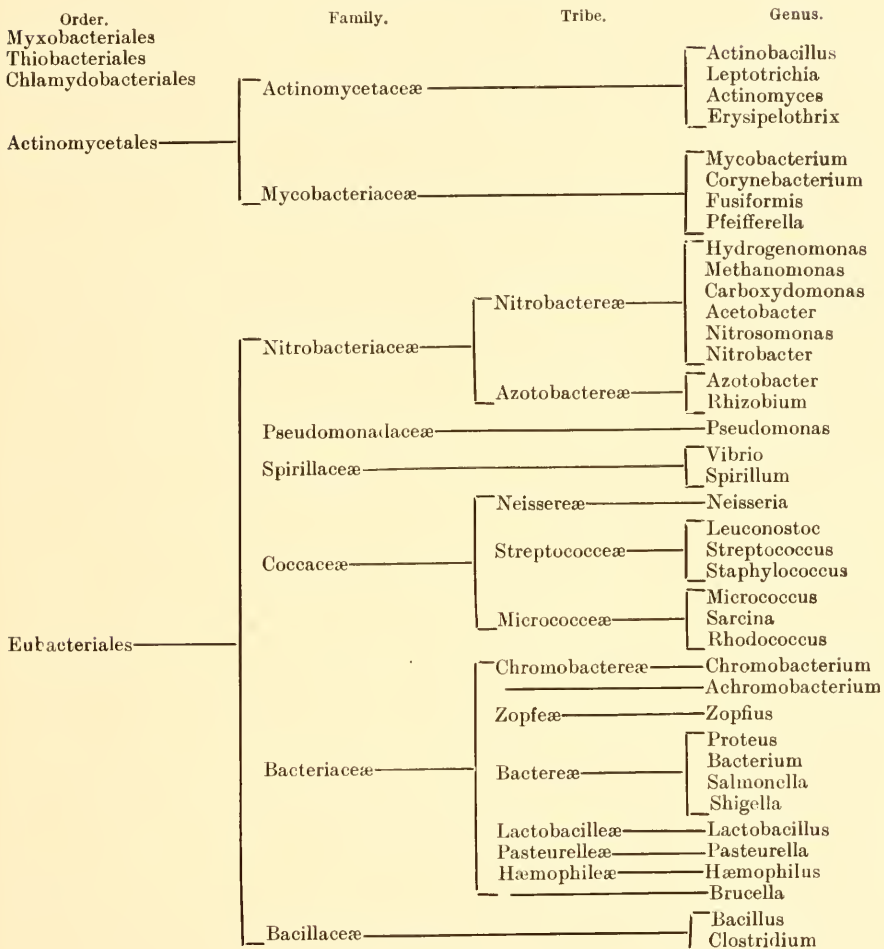 Order. Family. Tribe. Genus.
Myxobacteriales
Thiobacteriales
Chlamydobacteriales
Actinomycetales
Actinomycetaceæ
Actinobacillus
Leptotrichia
Actinomyces
Erysipelothrix
Mycobacteriaceæ
Mycobacterium
Corynebacterium
Fusiformis
Pfeifferella
Eubacteriales
Nitrobacteriaceæ
Nitrobactereæ
Hydrogenomonas
Methanomonas
Carboxydomonas
Acetobacter
Nitrosomonas
Nitrobacter
Azotobactereæ
Azotobacter
Rhizobium
Pseudomonadaceæ
Pseudomonas
Spirillaceæ
Vibrio
Spirillum
Coccaceæ
Neissereæ
Neisseria
Streptococceæ
Leuconostoc
Streptococcus
Staphylococcus
Micrococceæ
Micrococcus
Sarcina
Rhodococcus
Bacteriaceæ
Chromobactereæ
Chromobacterium
Achromobacterium
Zopfeæ
Zopfius
Bactereæ
Proteus
Bacterium
Salmonella
Shigella
Lactobacilleæ
Lactobacillus
Pasteurelleæ
Pasteurella
Hæmophileæ
Hæmophilus
Brucella
Bacillaceæ
Bacillus
Clostridium